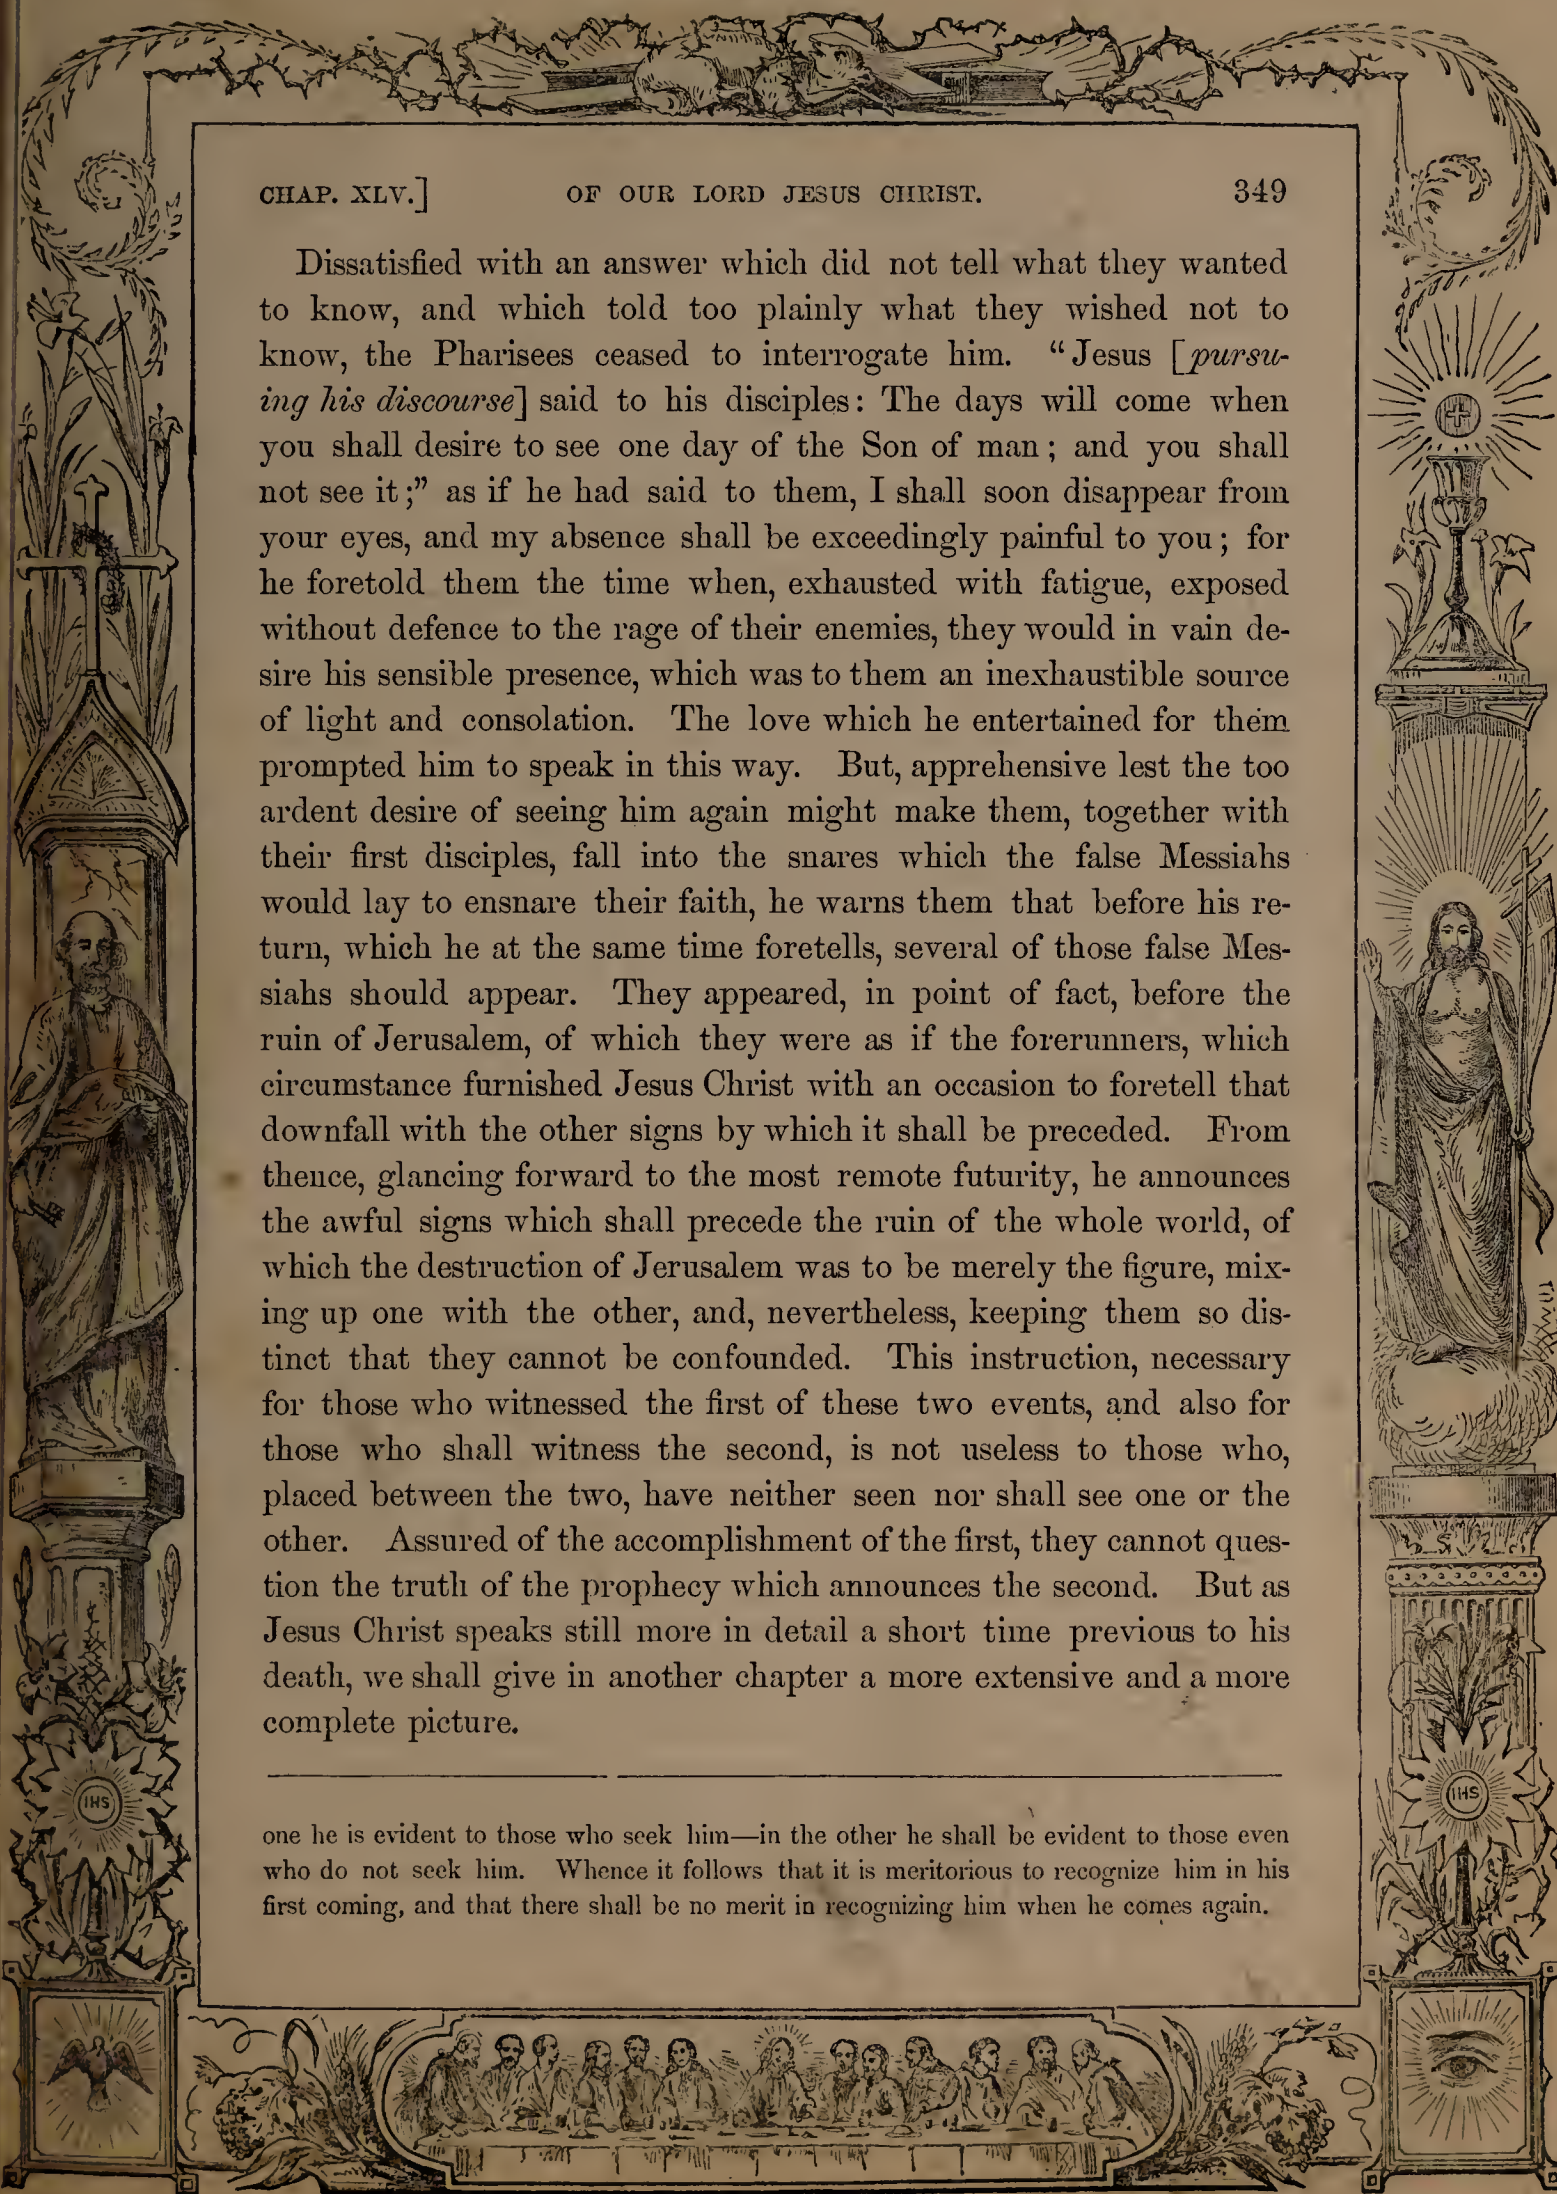 CHAP. XLV.] OF OUR LORD JESUS CHRIST. 349
Dissatisfied with an answer which did not tell what they wanted
to know, and which told too plainly what they wished not to
know, the Pharisees ceased to interrogate him. “Jesus [pursu-
ing his discourse] said to his disciples: The days will come when
you shall desire to see one day of the Son of man; and you shall
not see it;” as if he had said to them, I shall soon disappear from
your eyes, and my absence shall be exceedingly painful to you; for
he foretold them the time when, exhausted with fatigue, exposed
without defence to the rage of their enemies, they would in vain de-
sire his sensible presence, which was to them an inexhaustible source
of light and consolation. The love which he entertained for them
prompted him to speak in this way. But, apprehensive lest the too
ardent desire of seeing him again might make them, together with
their first disciples, fall into the snares which the false Messiahs
would lay to ensnare their faith, he warns them that before his re-
turn, which he at the same time foretells, several of those false Mes-
siahs should appear. They appeared, in point of fact, before the
ruin of Jerusalem, of which they were as if the forerunners, which
circumstance furnished Jesus Christ with an occasion to foretell that
downfall with the other signs by which it shall be preceded. From
thence, glancing forward to the most remote futurity, he announces
the awful signs which shall precede the ruin of the whole world, of
which the destruction of Jerusalem was to be merely the figure, mix-
ing up one with the other, and, nevertheless, keeping them so dis-
tinct that they cannot be confounded. This instruction, necessary
for those who witnessed the first of these two events, and also for
those who shall witness the second, is not useless to those who,
placed between the two, have neither seen nor shall see one or the
other. Assured of the accomplishment of the first, they cannot ques-
tion the truth of the prophecy which announces the second. But as
Jesus Christ speaks still more in detail a short time previous to his
death, we shall give in another chapter a more extensive and a more
complete picture.
one he is evident to those who seek him—in the other he shall be evident to those even
who do not seek him. Whence it follows that it is meritorious to recognize him in his
first coming, and that there shall be no merit in recognizing him when he comes again.
IHS
IHS